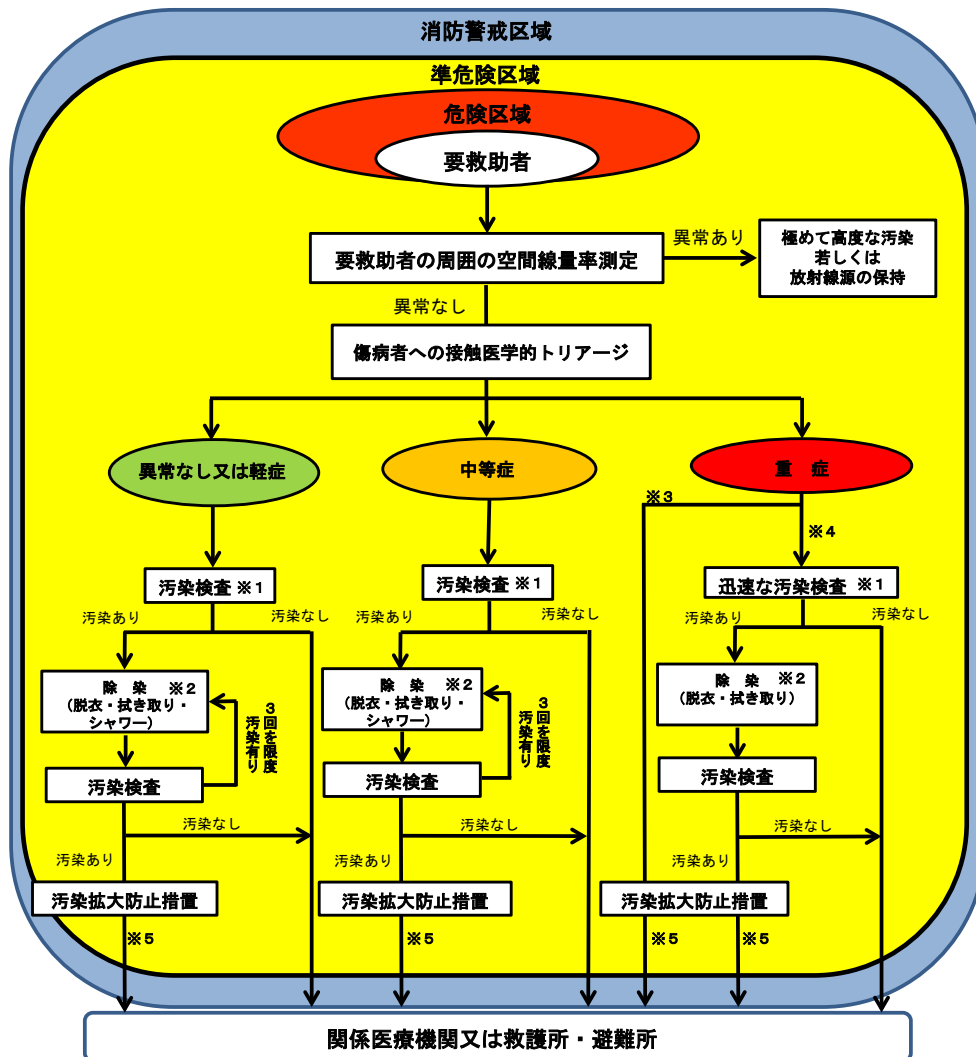 消防警戒区域
準危険区域
危険区域
要救助者
要救助者の周囲の空間線量率測定
異常あり
極めて高度な汚染
若しくは
放射線源の保持
異常なし
傷病者への接触医学的トリアージ
異常なし又は軽症
中等症
重 症
※3
※4
汚染検査 ※1
汚染検査 ※1
迅速な汚染検査 ※1
汚染あり
汚染なし
汚染あり
汚染なし
汚染あり
汚染なし
除 染 ※2
(脱衣・拭き取り・
シャワー)
3回を限度
汚染有り
除 染 ※2
(脱衣・拭き取り・
シャワー)
3回を限度
汚染有り
除 染 ※2
(脱衣・拭き取り)
汚染検査
汚染検査
汚染検査
汚染なし
汚染なし
汚染なし
汚染あり
汚染あり
汚染あり
汚染拡大防止措置
汚染拡大防止措置
汚染拡大防止措置
※5
※5
※5
※5
関係医療機関又は救護所・避難所